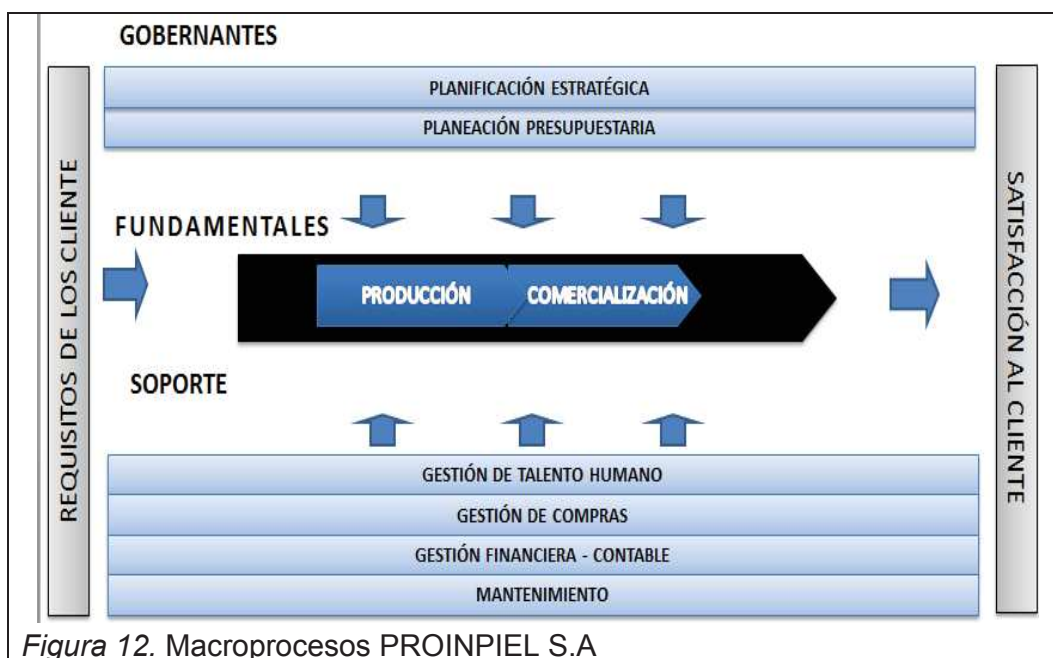 GOBERNANTES
PLANIFICACIÓN ESTRATÉGICA
PLANEACIÓN PRESUPUESTARIA
REQUISITOS DE LOS CLIENTE
FUNDAMENTALES
PRODUCCIÓN
COMERCIALIZACIÓN
SATISFACCIÓN AL CLIENTE
SOPORTE
GESTIÓN DE TALENTO HUMANO
GESTIÓN DE COMPRAS
GESTIÓN FINANCIERA - CONTABLE
MANTENIMIENTO
Figura 12. Macroprocesos PROINPIEL S.A